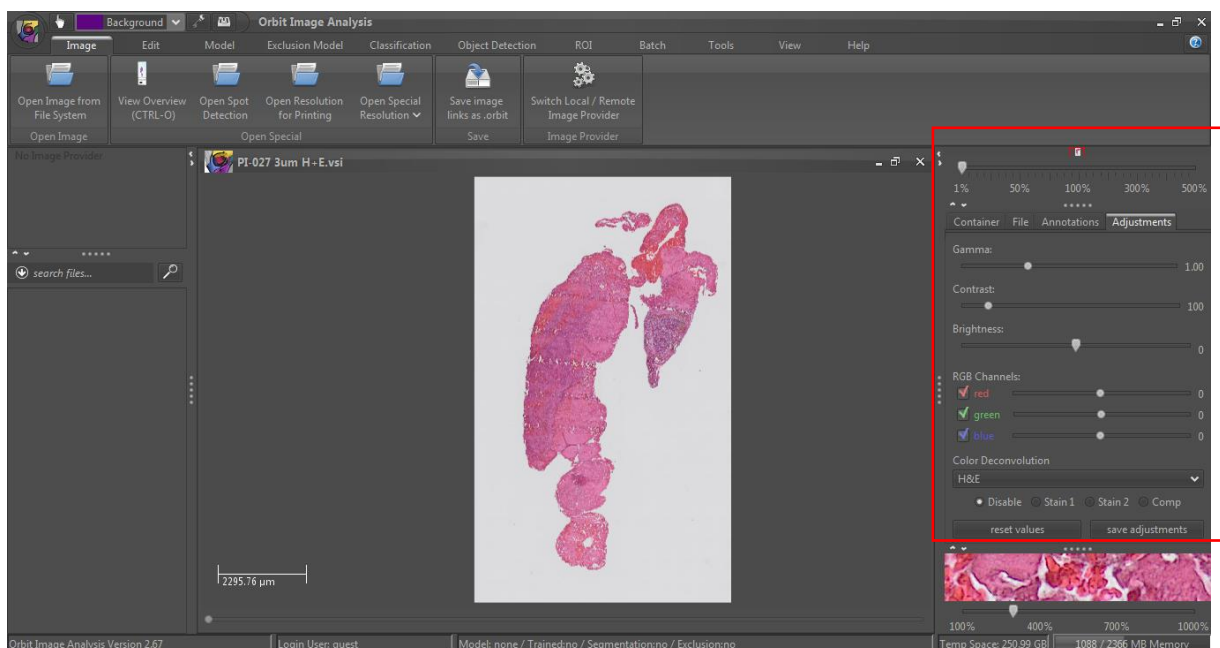 Background
Orbit Image Analysis
Image Edit Model Exclusion Model Classification Object Detection ROI Batch Tools View Help
Open Image from
File System
View Overview
(CTRL-O)
Open Spot
Detection
Open Resolution
for Printing
Open Special
Resolution
Save image
links as .orbit
Switch Local / Remote
Image Provider
Open Image
Open Special
Save
Image Provider
No Image Provider
search files...
PI-027 3um H+E.vsi
2295.76 µm
1% 50% 100% 300% 500%
Container File Annotations Adjustments
Gamma:
1.00
Contrast:
100
Brightness:
0
RGB Channels:
red 0
green 0
blue 0
Color Deconvolution
H&E
Disable Stain 1 Stain 2 Comp
reset values save adjustments
100% 400% 700% 1000%
Orbit Image Analysis Version 2.67 Login User: guest Model: none / Trained:no / Segmentation:no / Exclusion:no Temp Space: 250.99 GB 1088 / 2366 MB Memory